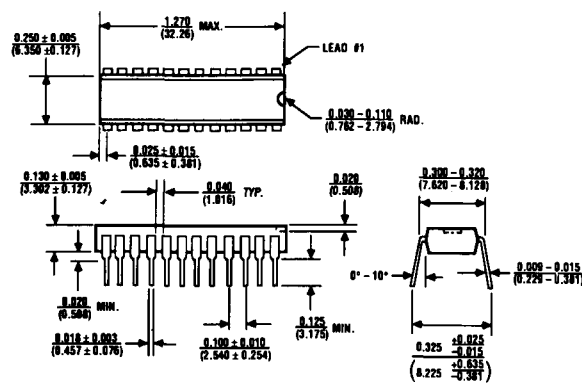 1.270 MAX.
(32.26)
0.250 ± 0.005
(6.350 ± 0.127)
LEAD #1
0.030 – 0.110 RAD.
(0.762 – 2.794)
0.025 ± 0.015
(0.635 ± 0.381)
0.130 ± 0.005
(3.302 ± 0.127)
0.040 TYP.
(1.016)
0.020
(0.508)
0.300 – 0.320
(7.620 – 8.128)
0° – 10°
0.009 – 0.015
(0.229 – 0.381)
0.020 MIN.
(0.508)
0.125 MIN.
(3.175)
0.018 ± 0.003
(0.457 ± 0.076)
0.100 ± 0.010
(2.540 ± 0.254)
0.325 +0.025 –0.015
(8.225 +0.635 –0.381)